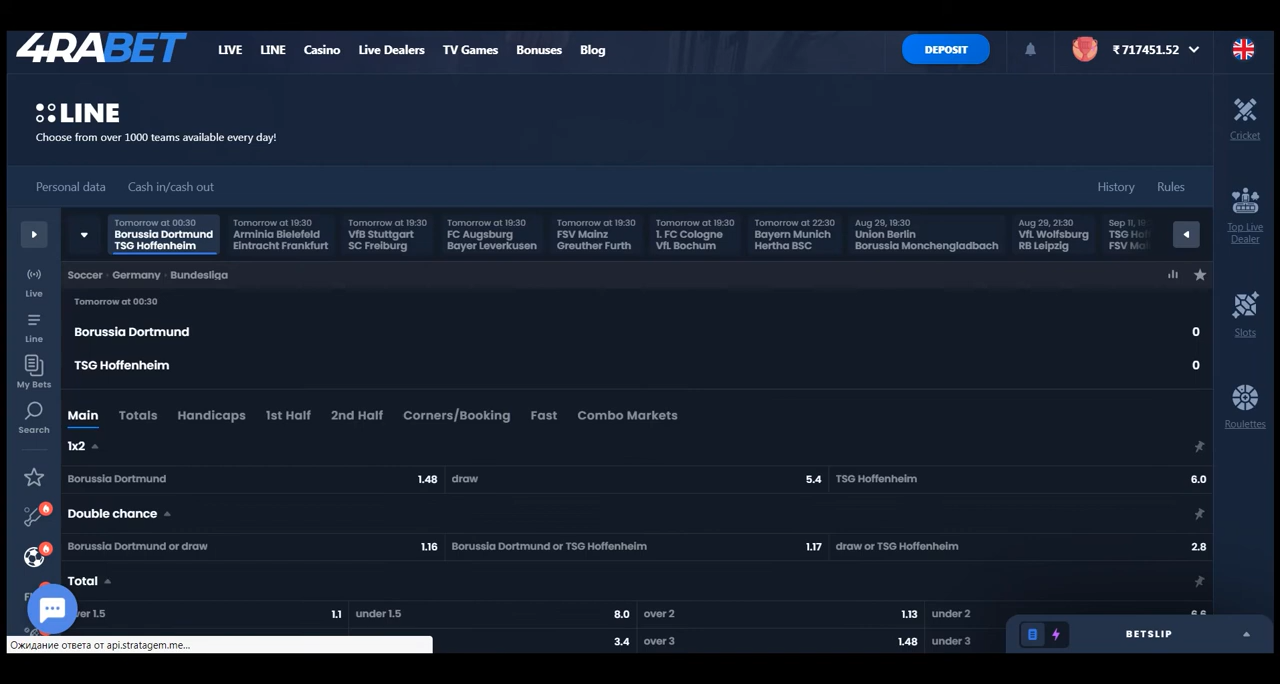 4RABET LIVE LINE Casino Live Dealers TV Games Bonuses Blog DEPOSIT ₹ 717451.52
LINE
Choose from over 1000 teams available every day!
Personal data Cash in/cash out History Rules
Cricket
Top Live
Dealer
Slots
Roulettes
Live
Line
My Bets
Search
Tomorrow at 00:30
Borussia Dortmund
TSG Hoffenheim
Tomorrow at 19:30
Arminia Bielefeld
Eintracht Frankfurt
Tomorrow at 19:30
VfB Stuttgart
SC Freiburg
Tomorrow at 19:30
FC Augsburg
Bayer Leverkusen
Tomorrow at 19:30
FSV Mainz
Greuther Furth
Tomorrow at 19:30
1. FC Cologne
VfL Bochum
Tomorrow at 22:30
Bayern Munich
Hertha BSC
Aug 29, 19:30
Union Berlin
Borussia Monchengladbach
Aug 29, 21:30
VfL Wolfsburg
RB Leipzig
Sep 11,
TSG
FSV
Soccer Germany Bundesliga
Tomorrow at 00:30
Borussia Dortmund 0
TSG Hoffenheim 0
Main Totals Handicaps 1st Half 2nd Half Corners/Booking Fast Combo Markets
1x2
Borussia Dortmund 1.48 draw 5.4 TSG Hoffenheim 6.0
Double chance
Borussia Dortmund or draw 1.16 Borussia Dortmund or TSG Hoffenheim 1.17 draw or TSG Hoffenheim 2.8
Total
1.5 1.1 under 1.5 8.0 over 2 1.13 under 2
3.4 over 3 1.48 under 3
BETSLIP
Ожидание ответа от api.stratagem.me...